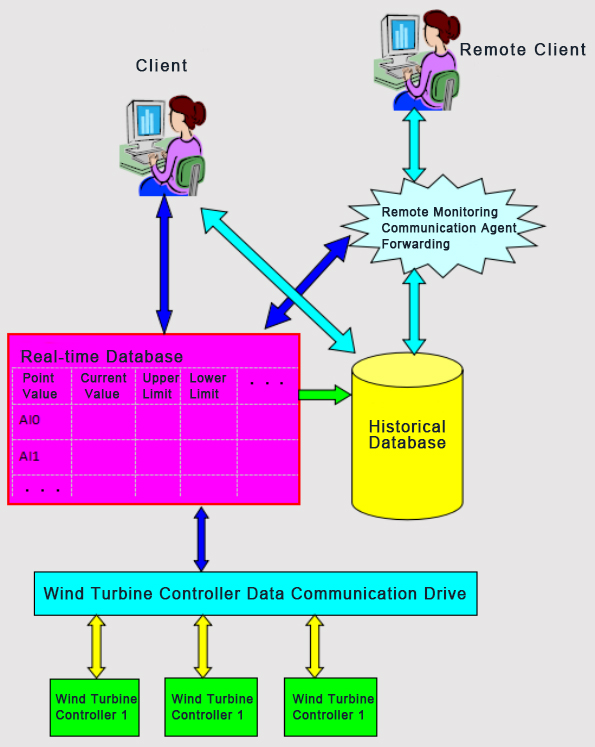 Remote Client
Client
Remote Monitoring
Communication Agent
Forwarding
Real-time Database
Point Current Upper Lower . . .
Value Value Limit Limit
AI0
AI1
. . .
Historical
Database
Wind Turbine Controller Data Communication Drive
Wind Turbine
Controller 1
Wind Turbine
Controller 1
Wind Turbine
Controller 1